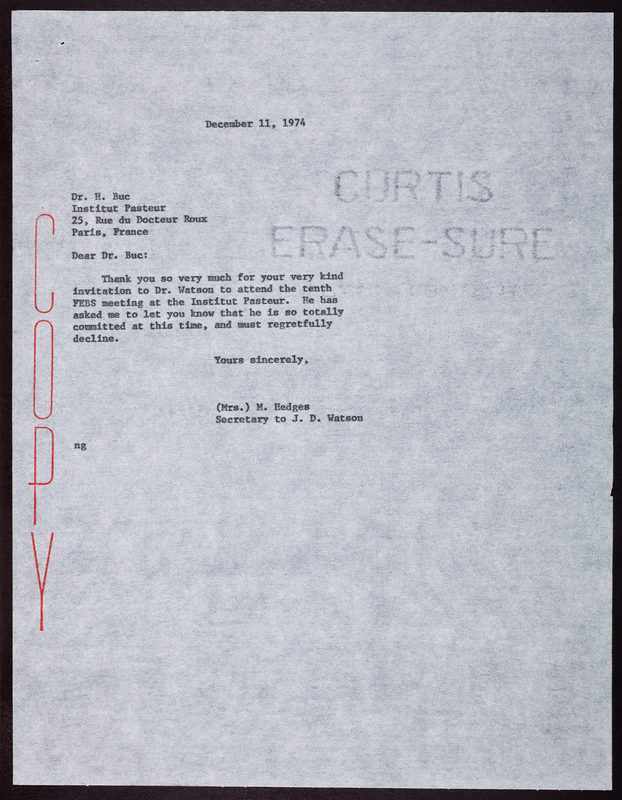 December 11, 1974
CURTIS
ERASE-SURE
Dr. H. Buc
Institut Pasteur
25, Rue du Docteur Roux
Paris, France
Dear Dr. Buc:
Thank you so very much for your very kind
invitation to Dr. Watson to attend the tenth
FEBS meeting at the Institut Pasteur. He has
asked me to let you know that he is so totally
committed at this time, and must regretfully
decline.
Yours sincerely,
(Mrs.) M. Hedges
Secretary to J. D. Watson
ng
COPY